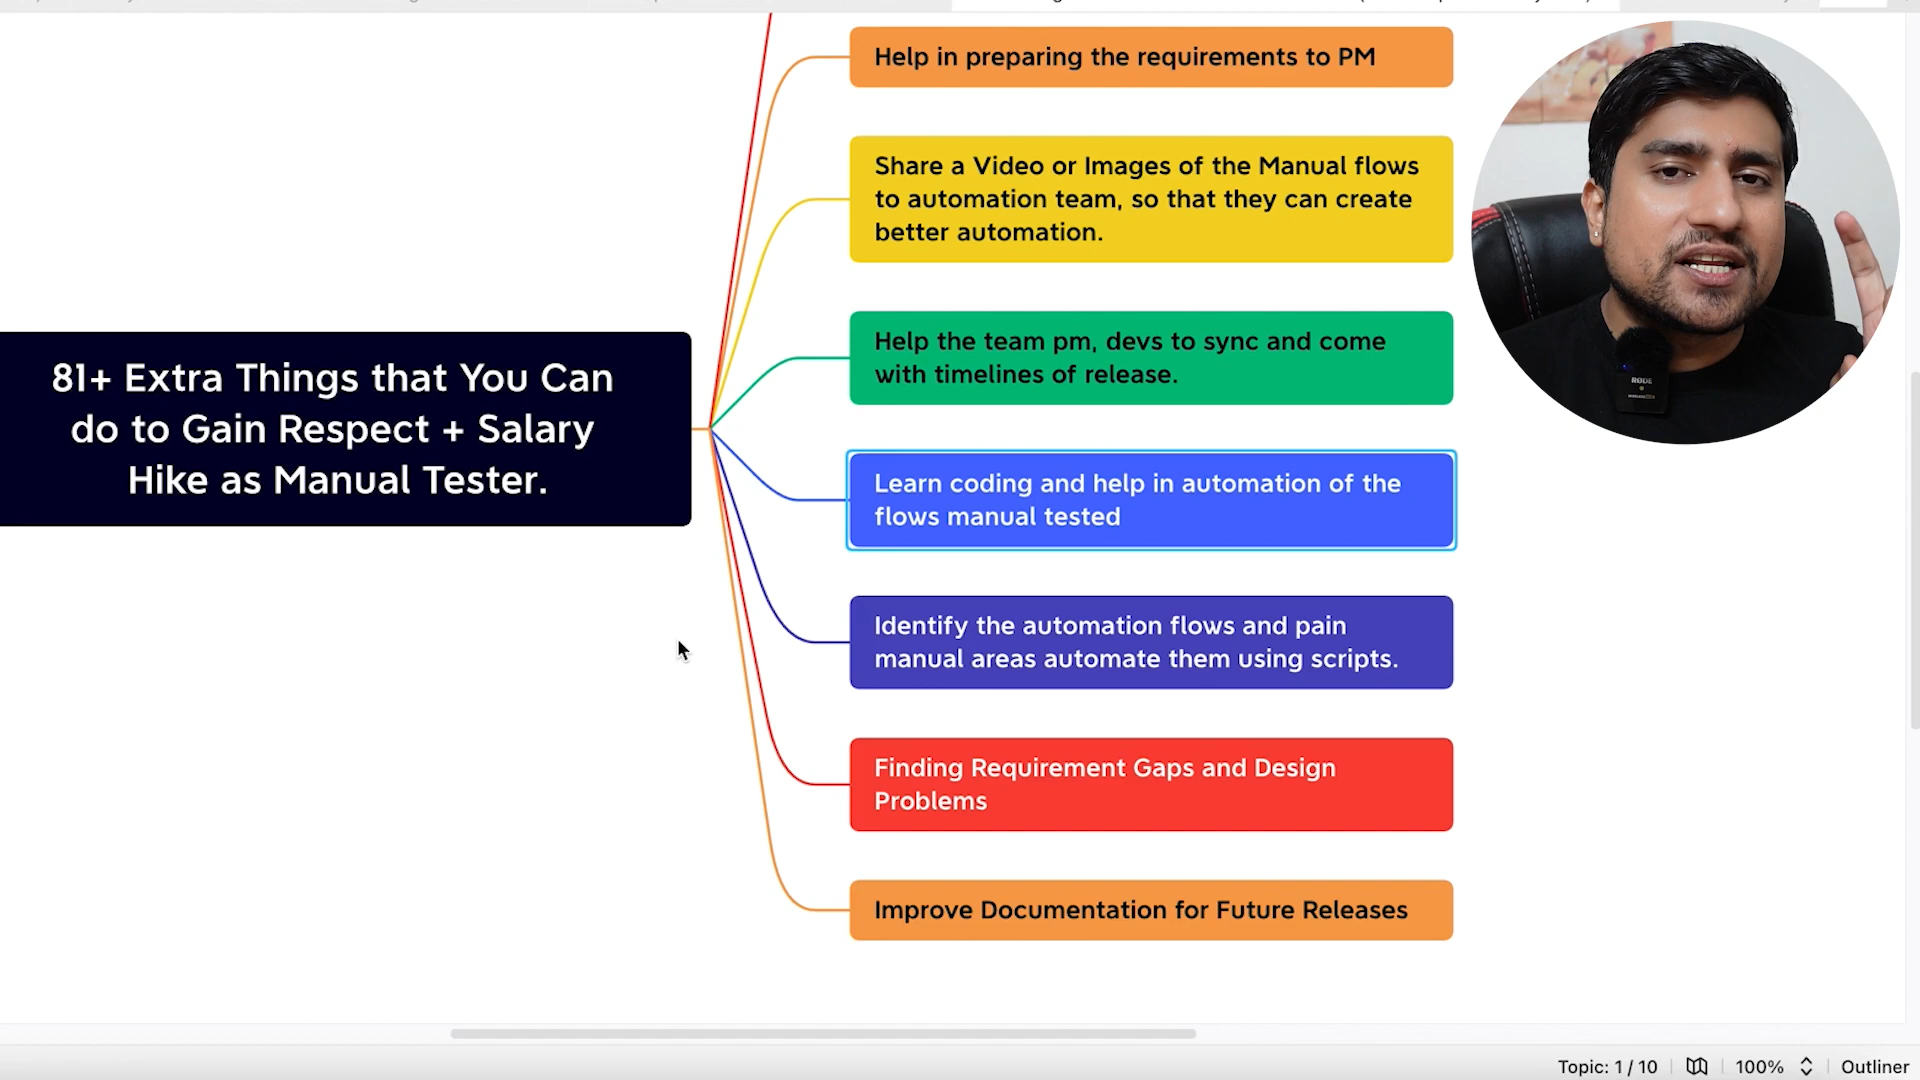 Help in preparing the requirements to PM
Share a Video or Images of the Manual flows
to automation team, so that they can create
better automation.
Help the team pm, devs to sync and come
with timelines of release.
81+ Extra Things that You Can
do to Gain Respect + Salary
Hike as Manual Tester.
Learn coding and help in automation of the
flows manual tested
Identify the automation flows and pain
manual areas automate them using scripts.
Finding Requirement Gaps and Design
Problems
Improve Documentation for Future Releases
RØDE
Topic: 1 / 10
100%
Outliner